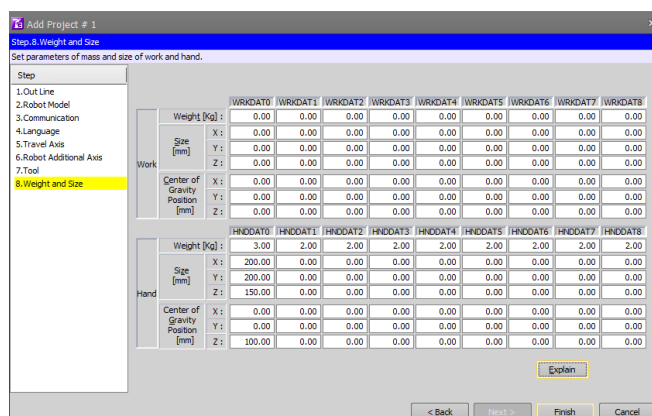 Add Project # 1
Step.8.Weight and Size
Set parameters of mass and size of work and hand.
Step
1.Out Line
2.Robot Model
3.Communication
4.Language
5.Travel Axis
6.Robot Additional Axis
7.Tool
8.Weight and Size
WRKDAT0 WRKDAT1 WRKDAT2 WRKDAT3 WRKDAT4 WRKDAT5 WRKDAT6 WRKDAT7 WRKDAT8
Weight [Kg] : 0.00 0.00 0.00 0.00 0.00 0.00 0.00 0.00 0.00
Work
Size
[mm]
X : 0.00 0.00 0.00 0.00 0.00 0.00 0.00 0.00 0.00
Y : 0.00 0.00 0.00 0.00 0.00 0.00 0.00 0.00 0.00
Z : 0.00 0.00 0.00 0.00 0.00 0.00 0.00 0.00 0.00
Center of
Gravity
Position
[mm]
X : 0.00 0.00 0.00 0.00 0.00 0.00 0.00 0.00 0.00
Y : 0.00 0.00 0.00 0.00 0.00 0.00 0.00 0.00 0.00
Z : 0.00 0.00 0.00 0.00 0.00 0.00 0.00 0.00 0.00
HNDDAT0 HNDDAT1 HNDDAT2 HNDDAT3 HNDDAT4 HNDDAT5 HNDDAT6 HNDDAT7 HNDDAT8
Weight [Kg] : 3.00 2.00 2.00 2.00 2.00 2.00 2.00 2.00 2.00
Hand
Size
[mm]
X : 200.00 0.00 0.00 0.00 0.00 0.00 0.00 0.00 0.00
Y : 200.00 0.00 0.00 0.00 0.00 0.00 0.00 0.00 0.00
Z : 150.00 0.00 0.00 0.00 0.00 0.00 0.00 0.00 0.00
Center of
Gravity
Position
[mm]
X : 0.00 0.00 0.00 0.00 0.00 0.00 0.00 0.00 0.00
Y : 0.00 0.00 0.00 0.00 0.00 0.00 0.00 0.00 0.00
Z : 100.00 0.00 0.00 0.00 0.00 0.00 0.00 0.00 0.00
Explain
< Back Next > Finish Cancel